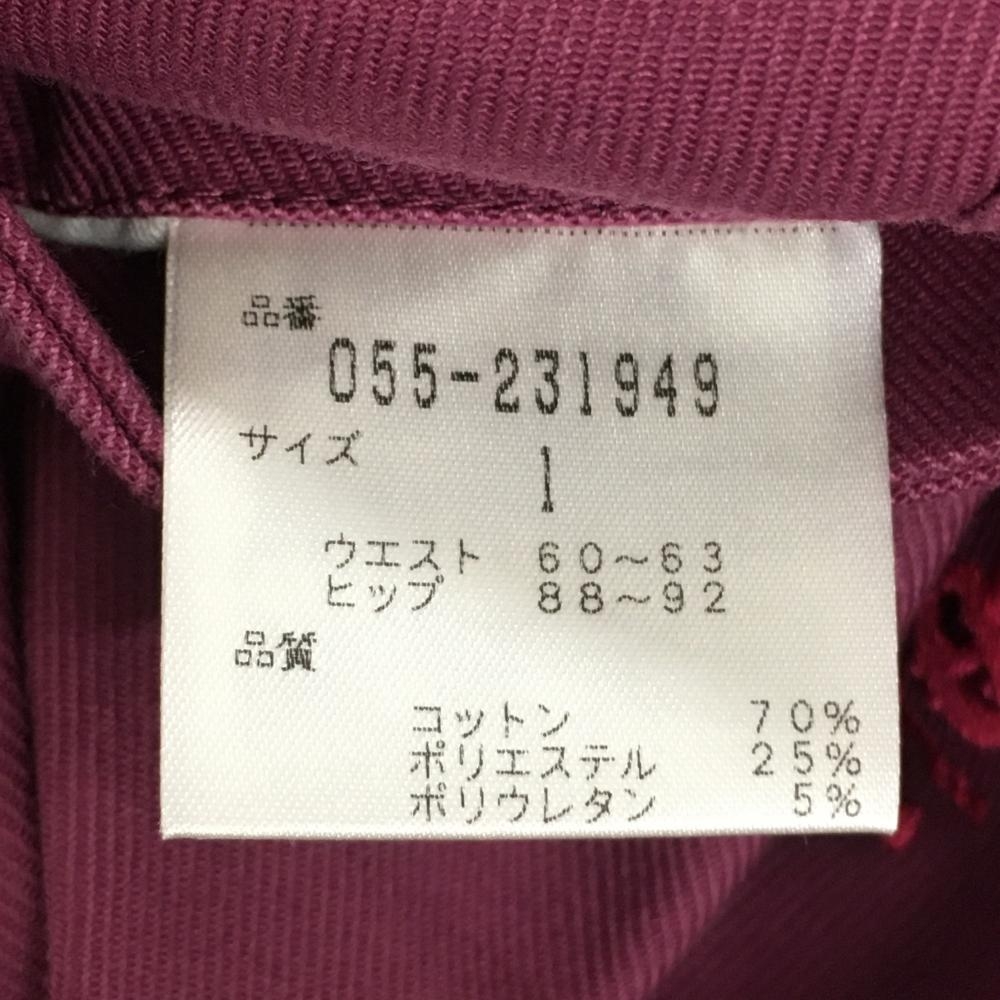 品番
055-231949
サイズ
1
ウエスト 60〜63
ヒップ 88〜92
品質
コットン 70%
ポリエステル 25%
ポリウレタン 5%